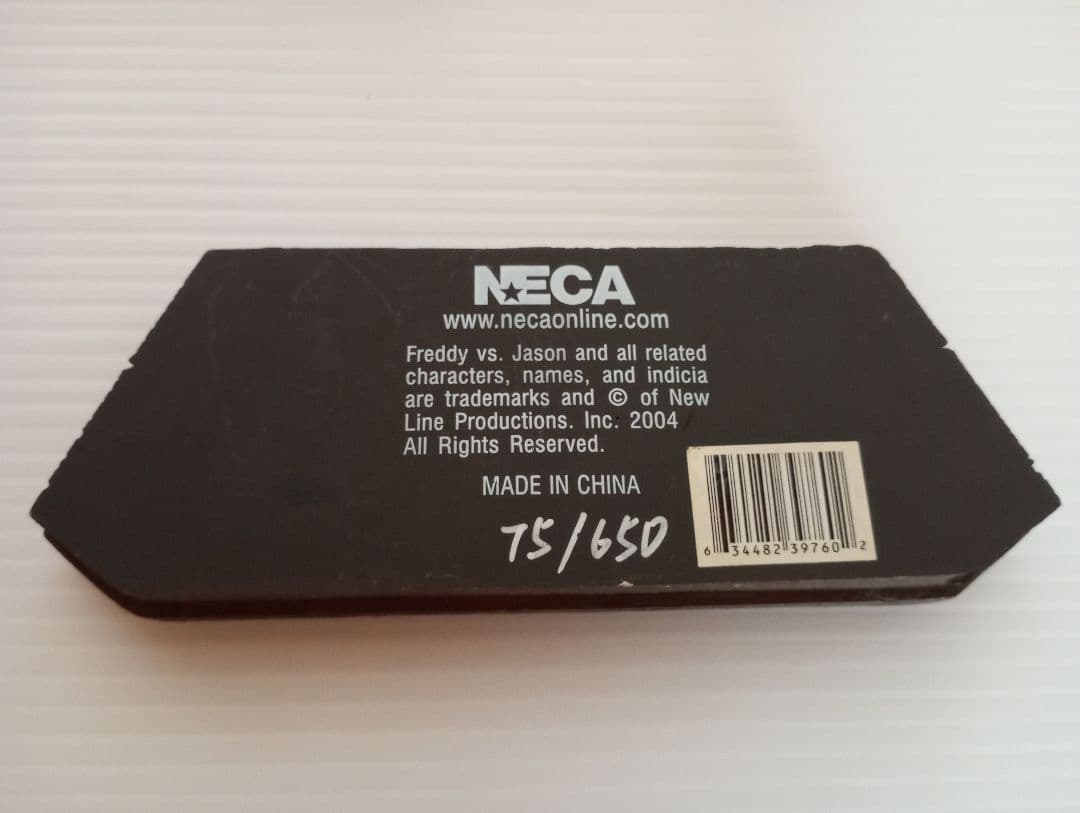 NECA
www.necaonline.com
Freddy vs. Jason and all related
characters, names, and indicia
are trademarks and © of New
Line Productions. Inc. 2004
All Rights Reserved.
MADE IN CHINA
75/650
6 34482 39760 2